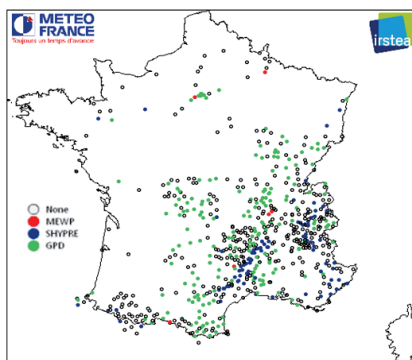 METEO
FRANCE
Toujours un temps d'avance
irstea
None
MEWP
SHYPRE
GPD